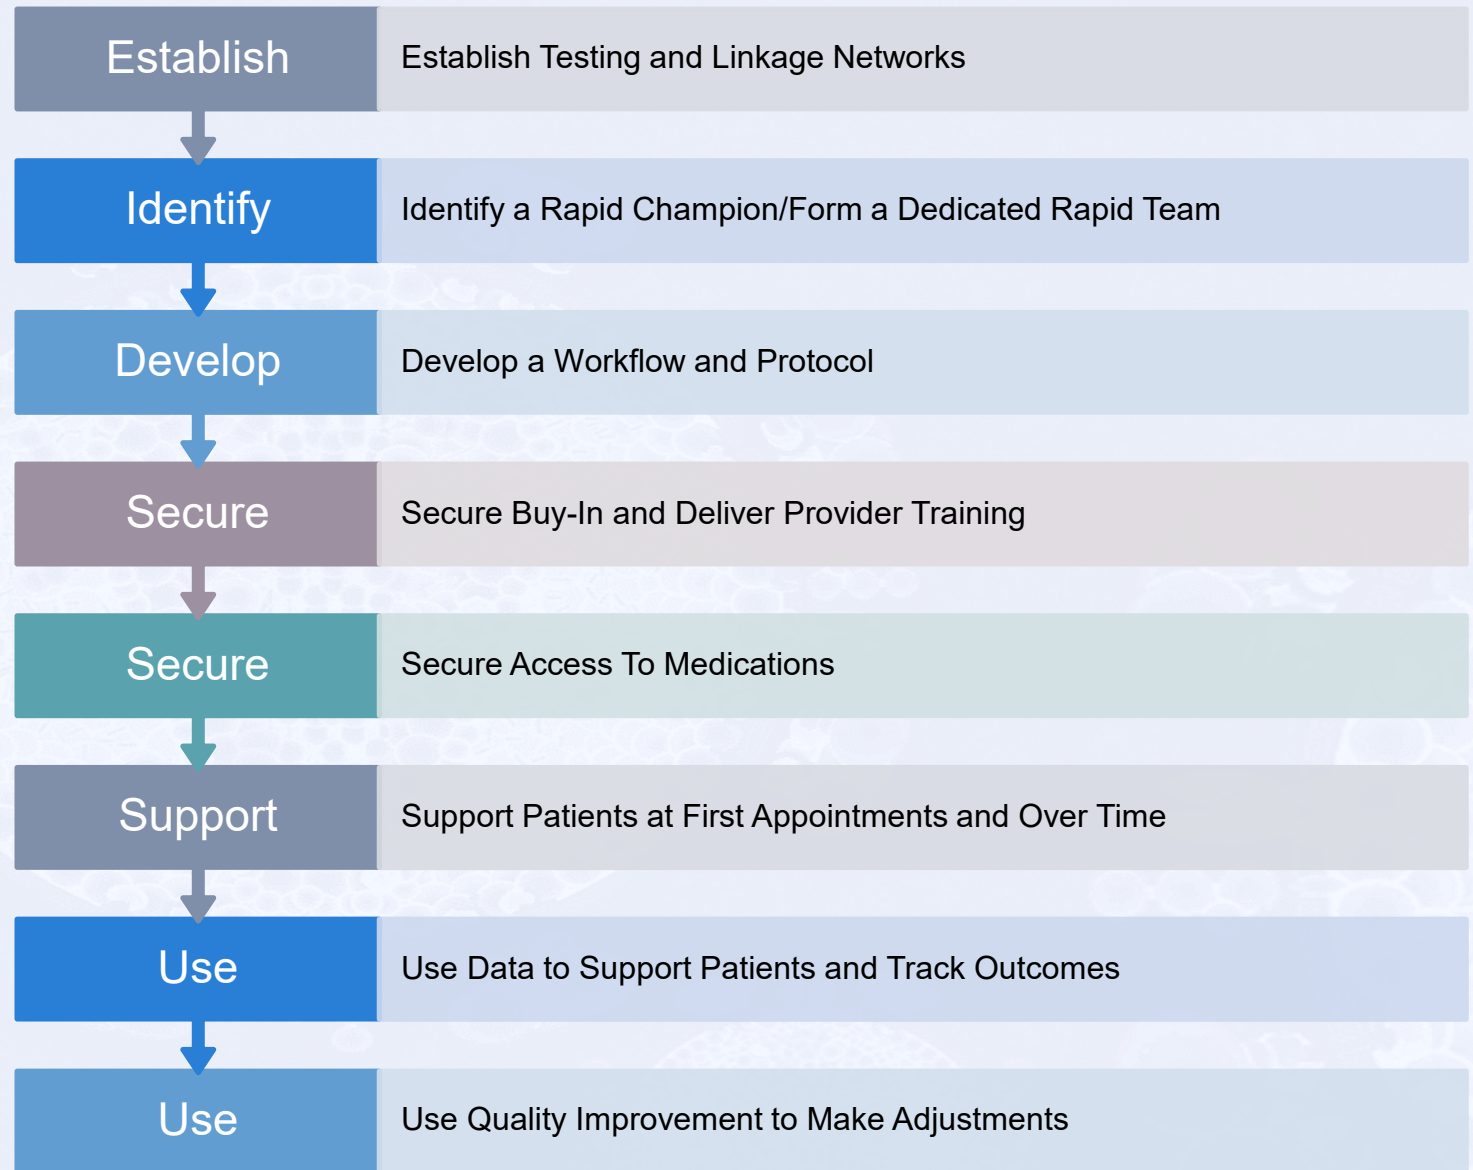 Establish
Establish Testing and Linkage Networks
Identify
Identify a Rapid Champion/Form a Dedicated Rapid Team
Develop
Develop a Workflow and Protocol
Secure
Secure Buy-In and Deliver Provider Training
Secure
Secure Access To Medications
Support
Support Patients at First Appointments and Over Time
Use
Use Data to Support Patients and Track Outcomes
Use
Use Quality Improvement to Make Adjustments